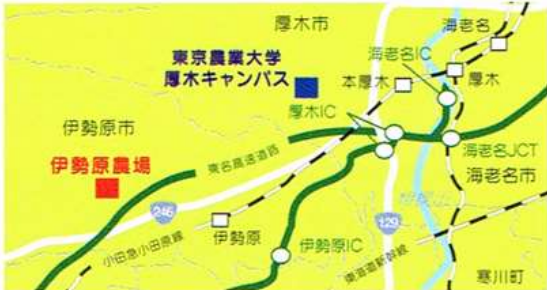 厚木市
海老名
東京農業大学
厚木キャンパス
海老名IC
本厚木
厚木
厚木IC
伊勢原市
東名高速道路
海老名JCT
伊勢原農場
海老名市
246
伊勢原
129
小田急小田原線
伊勢原IC
東海道新幹線
寒川町